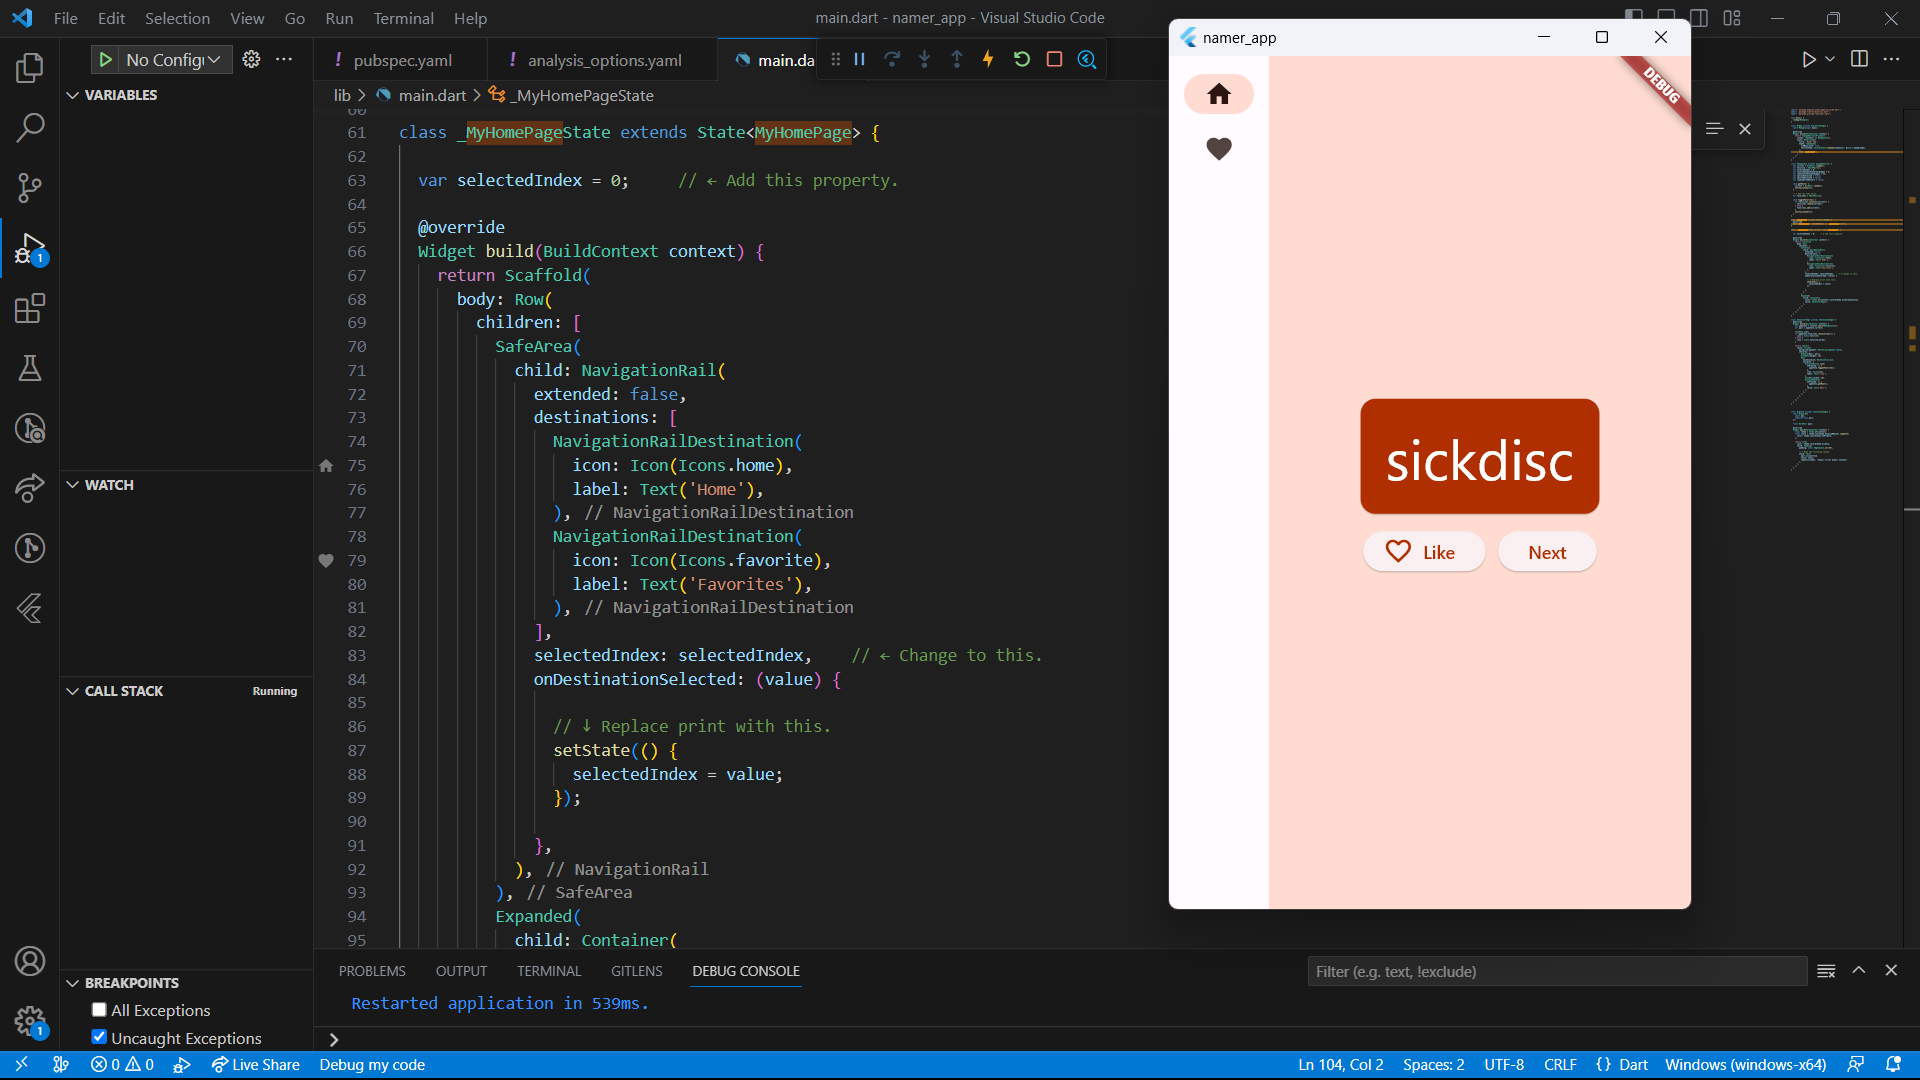 File Edit Selection View Go Run Terminal Help
main.dart - namer_app - Visual Studio Code
No Config
pubspec.yaml
analysis_options.yaml
main.da
lib > main.dart > _MyHomePageState
VARIABLES
WATCH
CALL STACK
Running
BREAKPOINTS
All Exceptions
Uncaught Exceptions
1
1
60
61 class _MyHomePageState extends State<MyHomePage> {
62
63 var selectedIndex = 0; // ← Add this property.
64
65 @override
66 Widget build(BuildContext context) {
67 return Scaffold(
68 body: Row(
69 children: [
70 SafeArea(
71 child: NavigationRail(
72 extended: false,
73 destinations: [
74 NavigationRailDestination(
75 icon: Icon(Icons.home),
76 label: Text('Home'),
77 ), // NavigationRailDestination
78 NavigationRailDestination(
79 icon: Icon(Icons.favorite),
80 label: Text('Favorites'),
81 ), // NavigationRailDestination
82 ],
83 selectedIndex: selectedIndex, // ← Change to this.
84 onDestinationSelected: (value) {
85
86 // ↓ Replace print with this.
87 setState(() {
88 selectedIndex = value;
89 });
90
91 },
92 ), // NavigationRail
93 ), // SafeArea
94 Expanded(
95 child: Container(
namer_app
DEBUG
sickdisc
Like
Next
PROBLEMS OUTPUT TERMINAL GITLENS DEBUG CONSOLE
Filter (e.g. text, !exclude)
Restarted application in 539ms.
>
0 0 Live Share Debug my code
Ln 104, Col 2 Spaces: 2 UTF-8 CRLF {} Dart Windows (windows-x64)